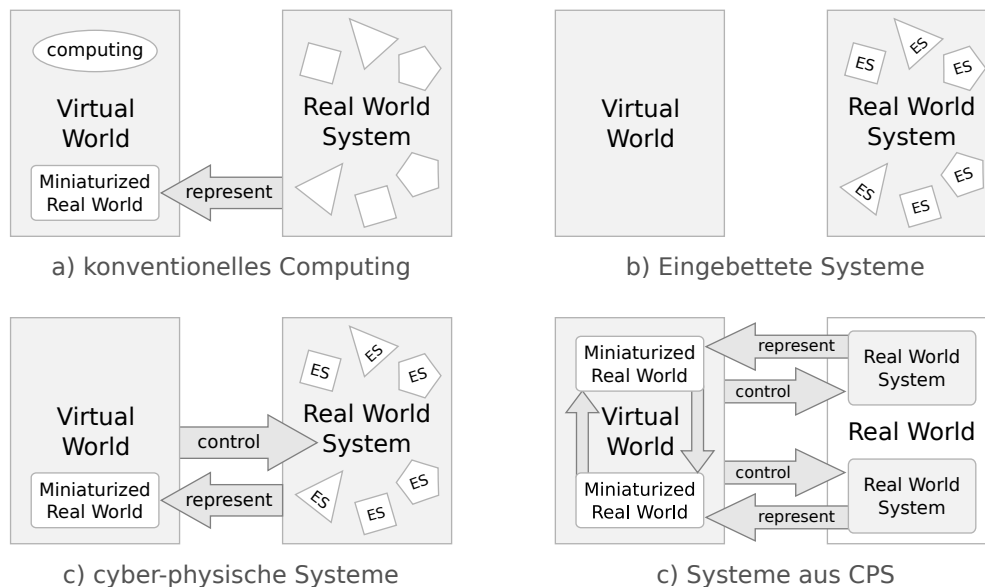 computing
Virtual
World
Miniaturized
Real World
represent
Real World
System
a) konventionelles Computing
Virtual
World
ES
ES
ES
Real World
System
ES
ES
ES
b) Eingebettete Systeme
Virtual
World
Miniaturized
Real World
control
represent
ES
ES
ES
Real World
System
ES
ES
ES
c) cyber-physische Systeme
Miniaturized
Real World
Virtual
World
Miniaturized
Real World
represent
control
control
represent
Real World
System
Real World
Real World
System
c) Systeme aus CPS